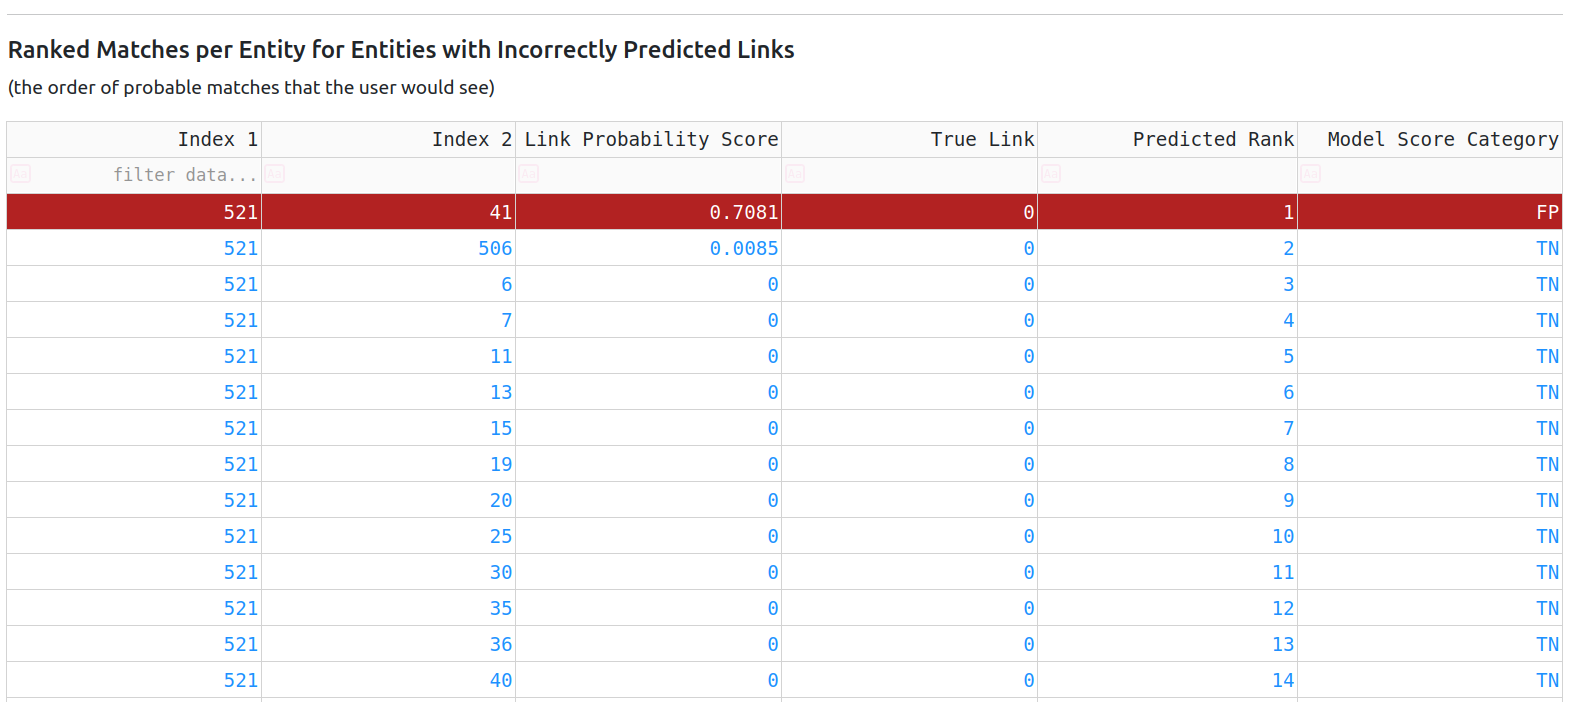 Ranked Matches per Entity for Entities with Incorrectly Predicted Links
(the order of probable matches that the user would see)
Index 1 Index 2 Link Probability Score True Link Predicted Rank Model Score Category
Aa filter data... Aa Aa Aa Aa Aa
521 41 0.7081 0 1 FP
521 506 0.0085 0 2 TN
521 6 0 0 3 TN
521 7 0 0 4 TN
521 11 0 0 5 TN
521 13 0 0 6 TN
521 15 0 0 7 TN
521 19 0 0 8 TN
521 20 0 0 9 TN
521 25 0 0 10 TN
521 30 0 0 11 TN
521 35 0 0 12 TN
521 36 0 0 13 TN
521 40 0 0 14 TN